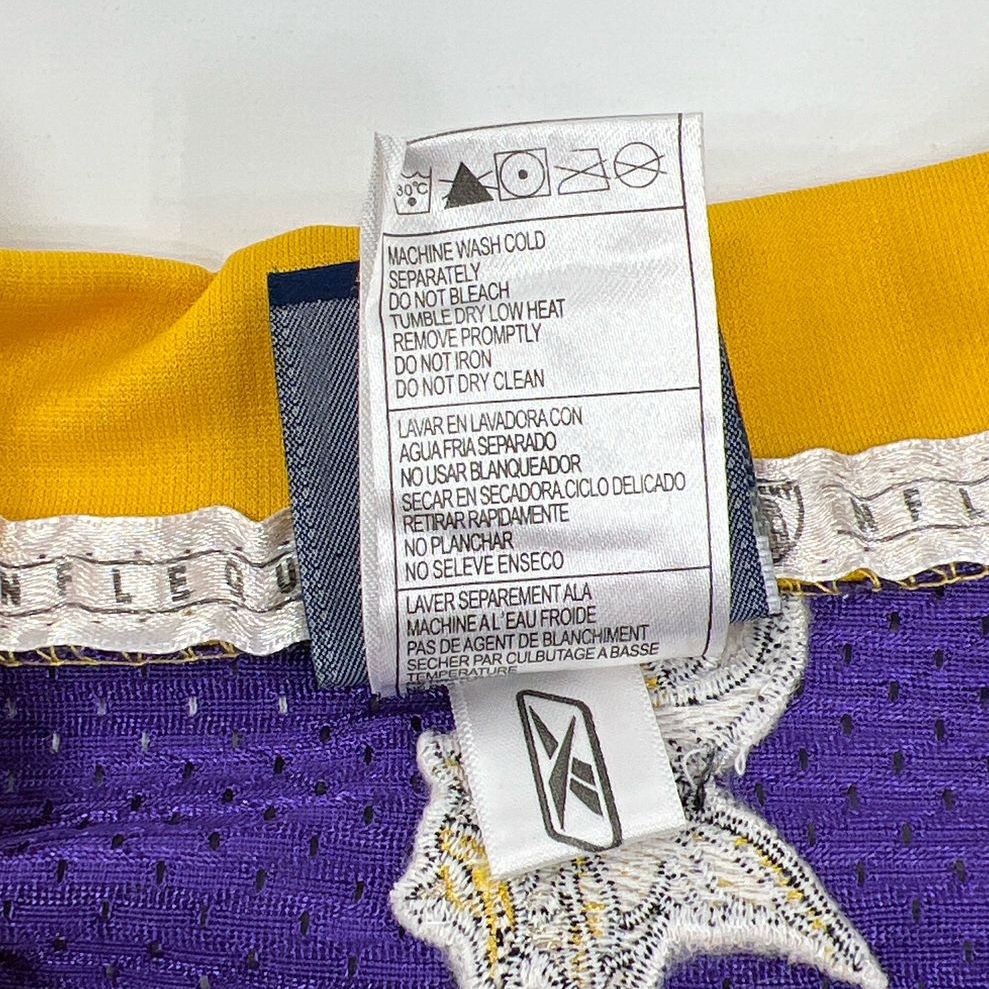 30°C
MACHINE WASH COLD
SEPARATELY
DO NOT BLEACH
TUMBLE DRY LOW HEAT
REMOVE PROMPTLY
DO NOT IRON
DO NOT DRY CLEAN
LAVAR EN LAVADORA CON
AGUA FRIA SEPARADO
NO USAR BLANQUEADOR
SECAR EN SECADORA.CICLO DELICADO
RETIRAR RAPIDAMENTE
NO PLANCHAR
NO SELEVE ENSECO
LAVER SEPAREMENT ALA
MACHINE A L'EAU FROIDE
PAS DE AGENT DE BLANCHIMENT
SECHER PAR CULBUTAGE A BASSE
TEMPERATURE
NFL EQU
NFL